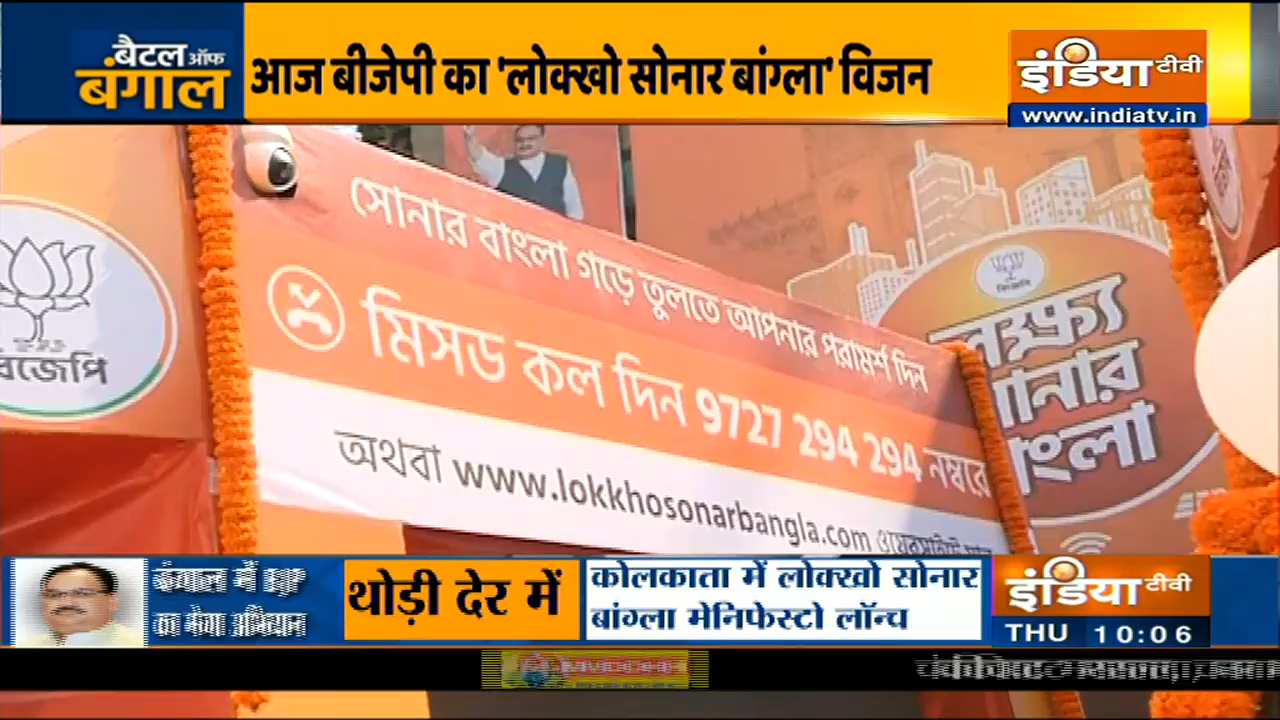 बैटल ऑफ
बंगाल
आज बीजेपी का 'लोक्खो सोनार बांग्ला' विजन
इंडिया टीवी
www.indiatv.in
সোনার বাংলা গড়ে তুলতে আপনার পরামর্শ দিন
মিসড কল দিন 9727 294 294 নম্বরে
অথবা www.lokkhosonarbangla.com
বিজেপি
বিজেপি
थोड़ी देर में
कोलकाता में लोक्खो सोनार
बांग्ला मेनिफेस्टो लॉन्च
इंडिया टीवी
THU 10:06